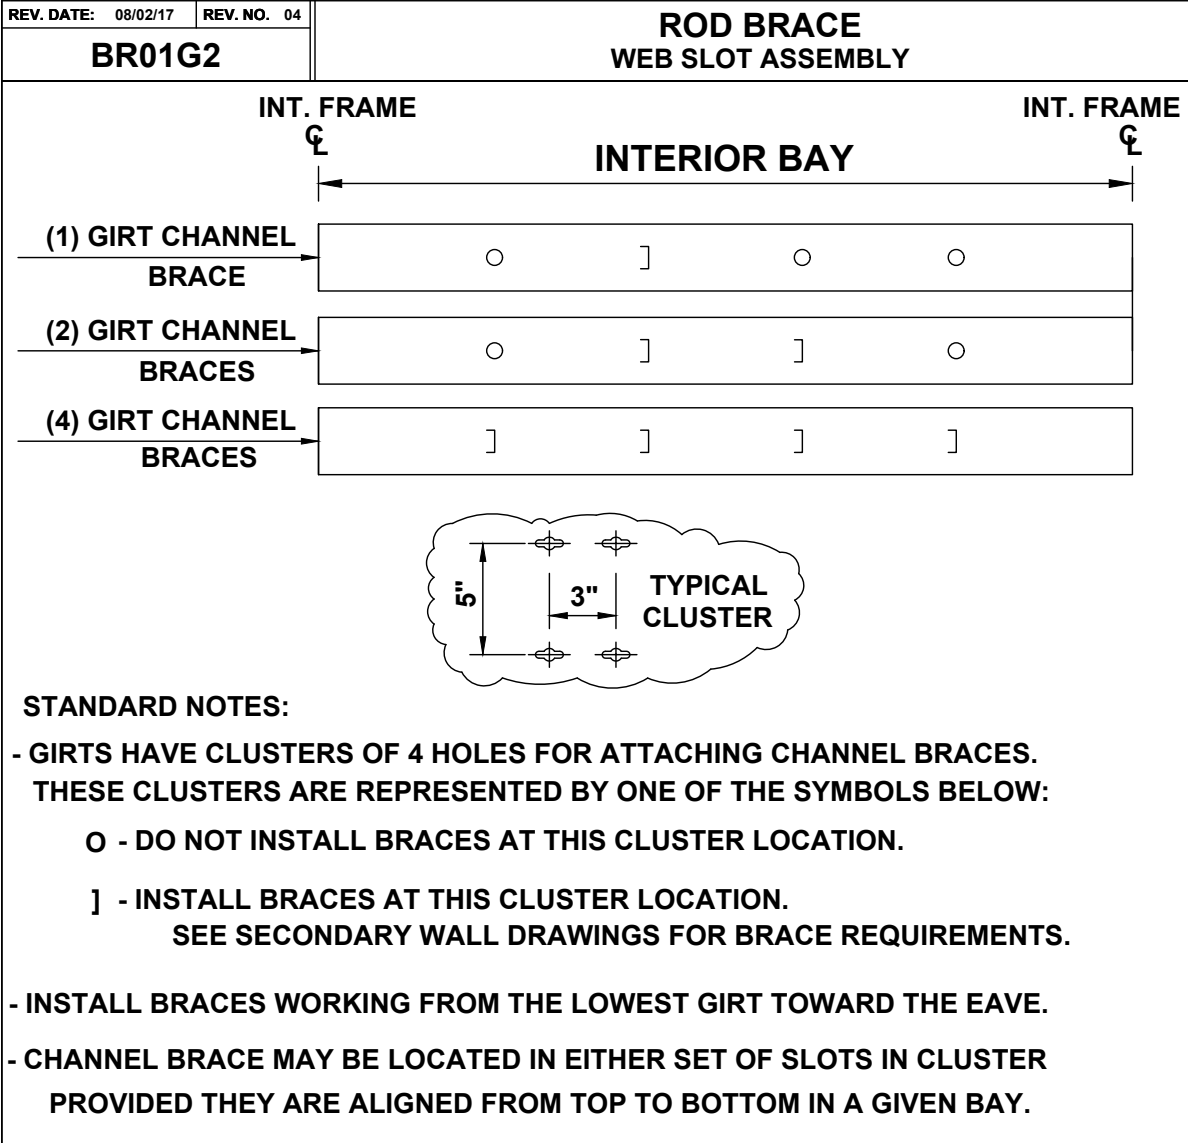 REV. DATE: 08/02/17 REV. NO. 04
BR01G2
ROD BRACE
WEB SLOT ASSEMBLY
INT. FRAME
INT. FRAME
℄
℄
INTERIOR BAY
(1) GIRT CHANNEL
BRACE
(2) GIRT CHANNEL
BRACES
(4) GIRT CHANNEL
BRACES
5"
3"
TYPICAL
CLUSTER
STANDARD NOTES:
- GIRTS HAVE CLUSTERS OF 4 HOLES FOR ATTACHING CHANNEL BRACES.
THESE CLUSTERS ARE REPRESENTED BY ONE OF THE SYMBOLS BELOW:
O - DO NOT INSTALL BRACES AT THIS CLUSTER LOCATION.
] - INSTALL BRACES AT THIS CLUSTER LOCATION.
SEE SECONDARY WALL DRAWINGS FOR BRACE REQUIREMENTS.
- INSTALL BRACES WORKING FROM THE LOWEST GIRT TOWARD THE EAVE.
- CHANNEL BRACE MAY BE LOCATED IN EITHER SET OF SLOTS IN CLUSTER
PROVIDED THEY ARE ALIGNED FROM TOP TO BOTTOM IN A GIVEN BAY.